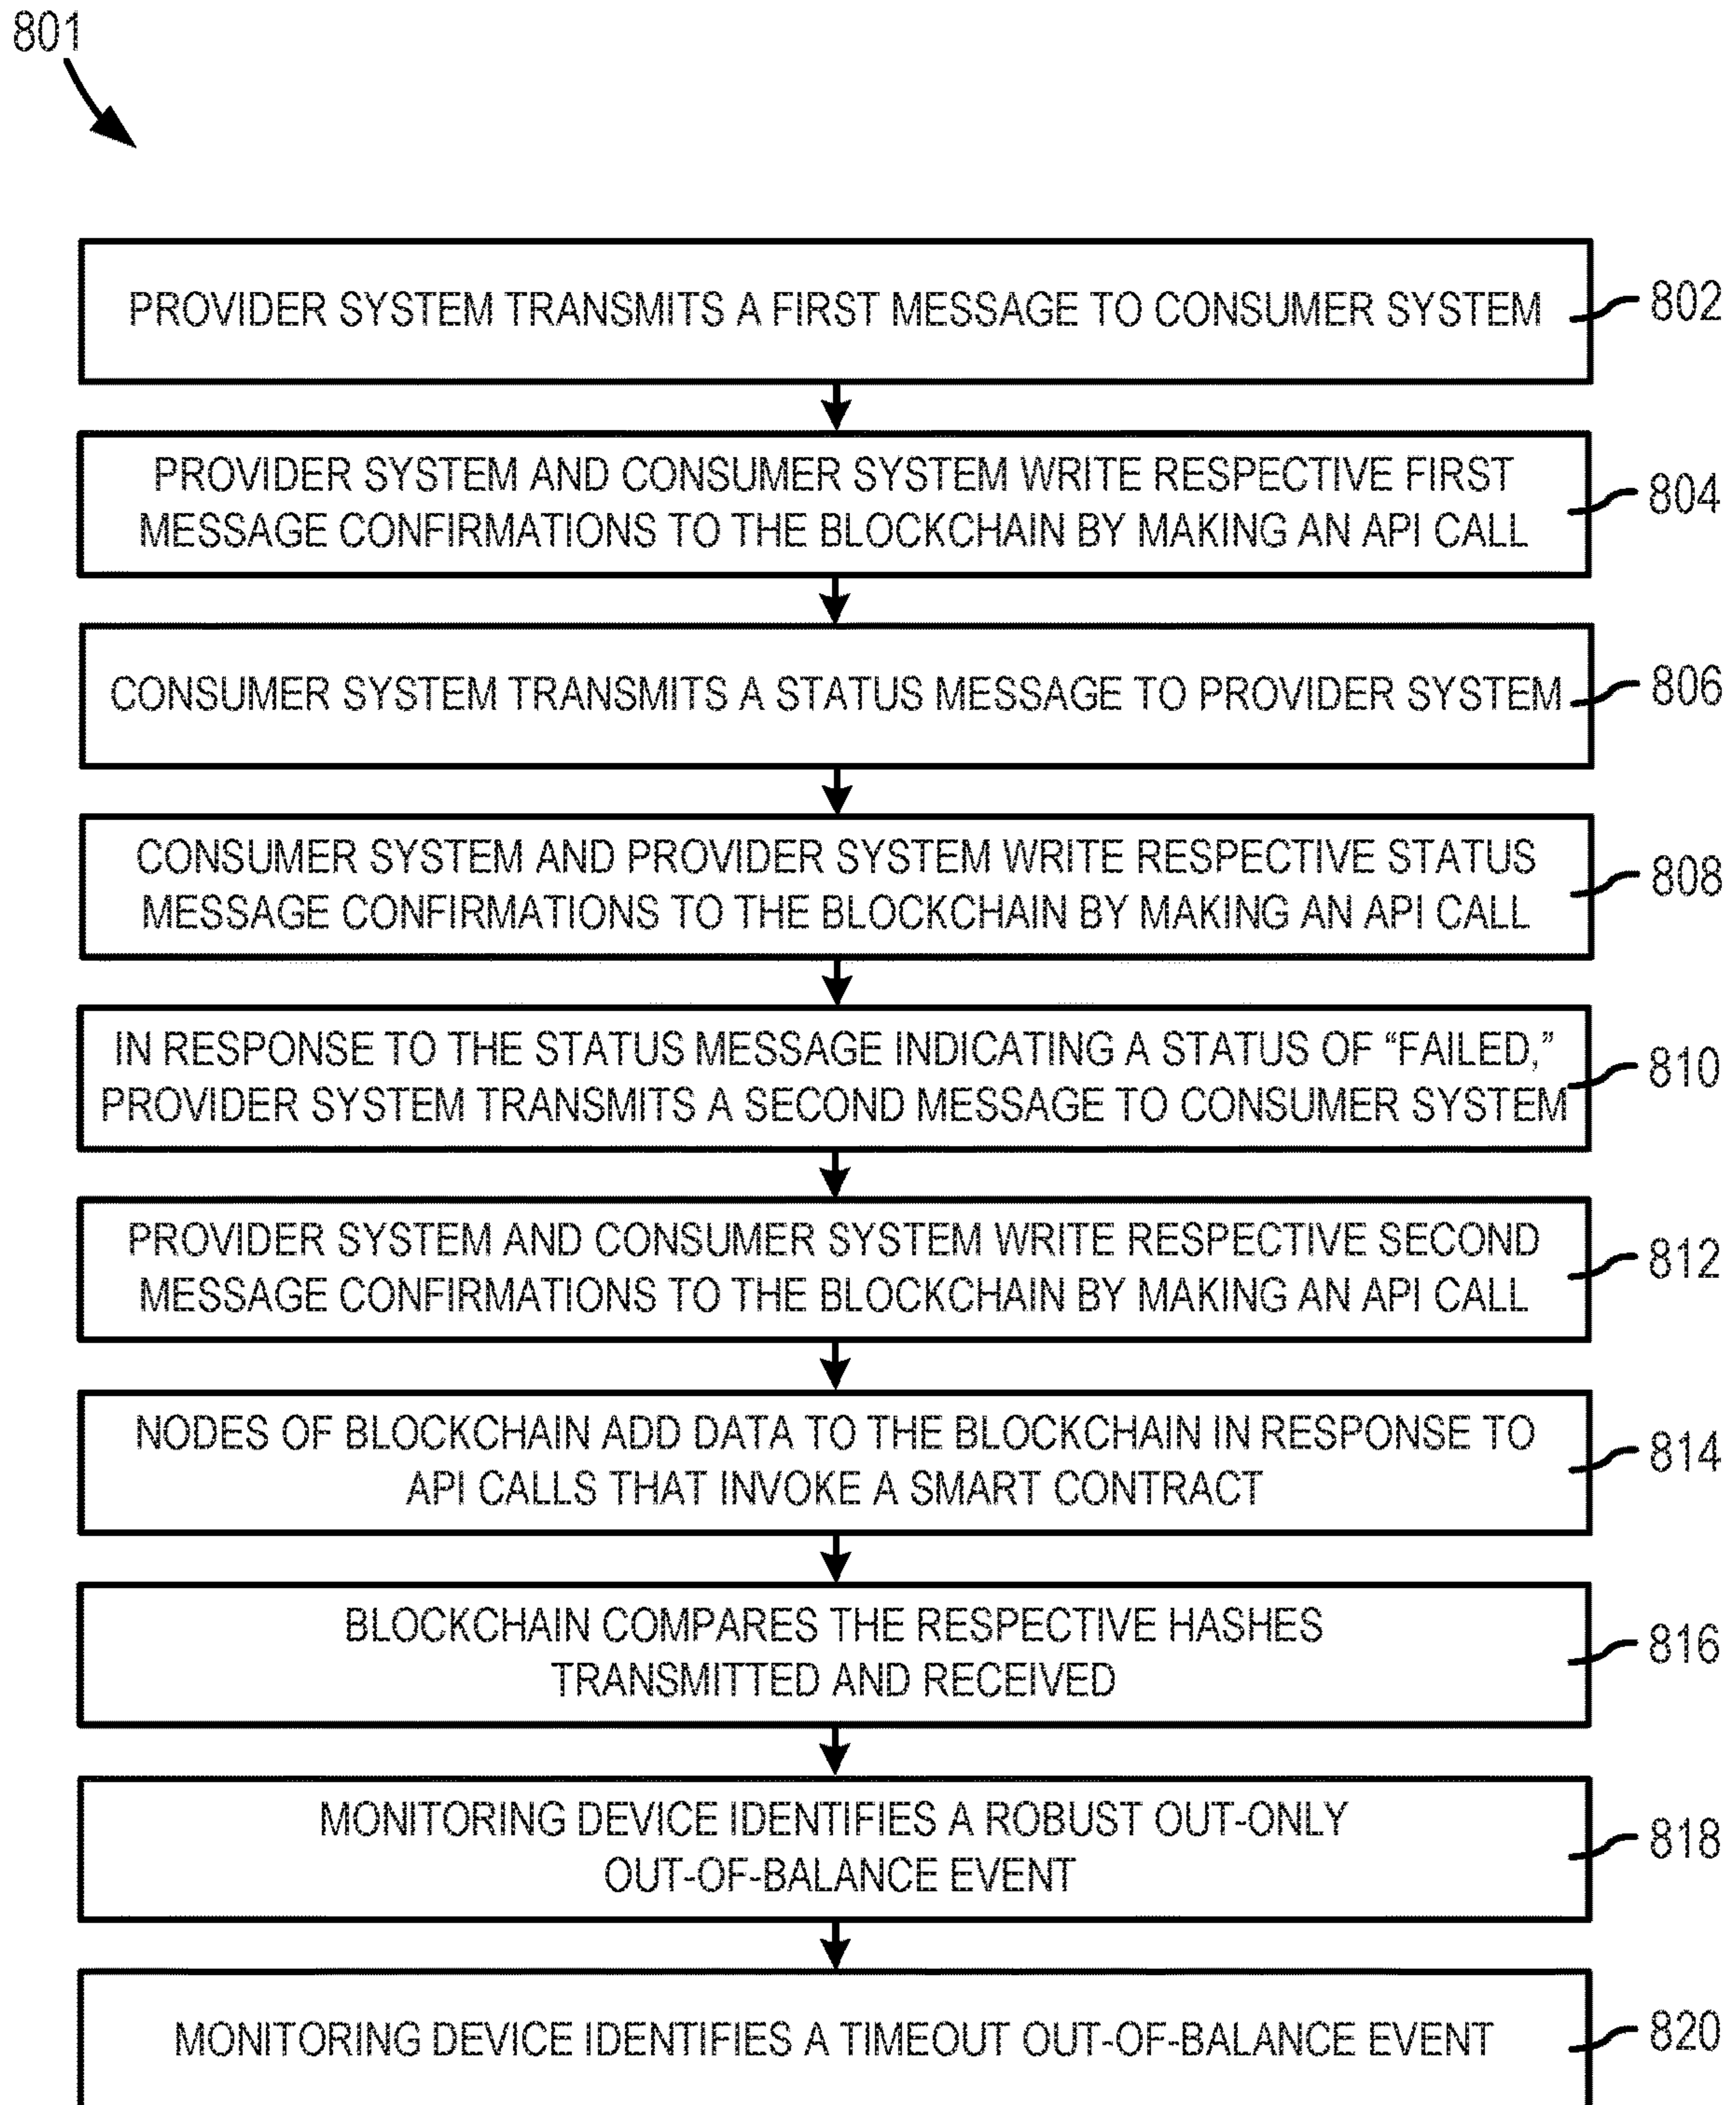 801
PROVIDER SYSTEM TRANSMITS A FIRST MESSAGE TO CONSUMER SYSTEM
802
PROVIDER SYSTEM AND CONSUMER SYSTEM WRITE RESPECTIVE FIRST
MESSAGE CONFIRMATIONS TO THE BLOCKCHAIN BY MAKING AN API CALL
804
CONSUMER SYSTEM TRANSMITS A STATUS MESSAGE TO PROVIDER SYSTEM
806
CONSUMER SYSTEM AND PROVIDER SYSTEM WRITE RESPECTIVE STATUS
MESSAGE CONFIRMATIONS TO THE BLOCKCHAIN BY MAKING AN API CALL
808
IN RESPONSE TO THE STATUS MESSAGE INDICATING A STATUS OF “FAILED,”
PROVIDER SYSTEM TRANSMITS A SECOND MESSAGE TO CONSUMER SYSTEM
810
PROVIDER SYSTEM AND CONSUMER SYSTEM WRITE RESPECTIVE SECOND
MESSAGE CONFIRMATIONS TO THE BLOCKCHAIN BY MAKING AN API CALL
812
NODES OF BLOCKCHAIN ADD DATA TO THE BLOCKCHAIN IN RESPONSE TO
API CALLS THAT INVOKE A SMART CONTRACT
814
BLOCKCHAIN COMPARES THE RESPECTIVE HASHES
TRANSMITTED AND RECEIVED
816
MONITORING DEVICE IDENTIFIES A ROBUST OUT-ONLY
OUT-OF-BALANCE EVENT
818
MONITORING DEVICE IDENTIFIES A TIMEOUT OUT-OF-BALANCE EVENT
820